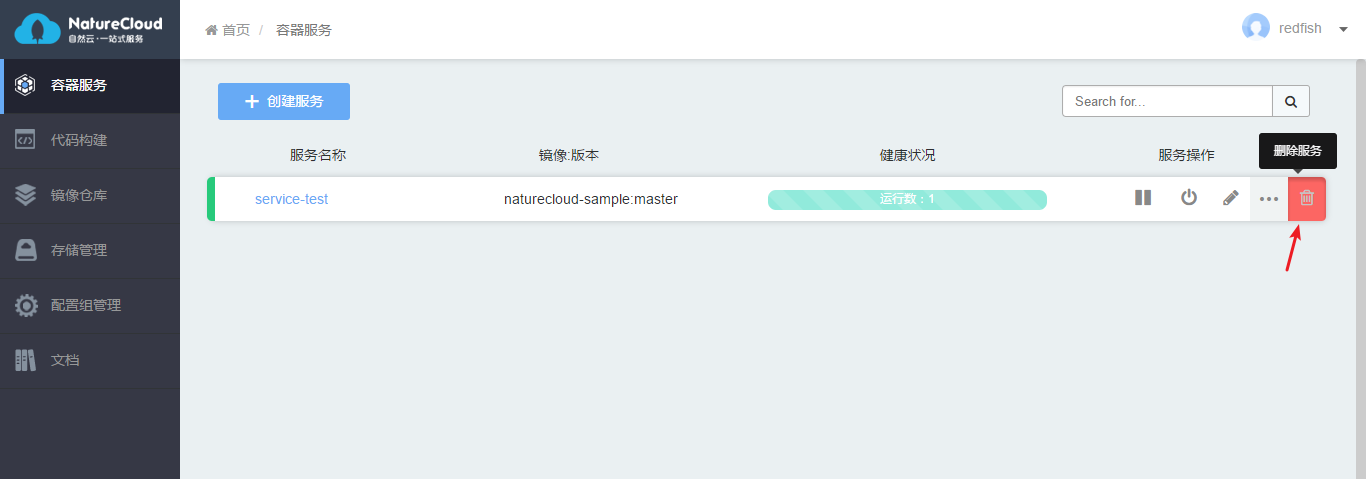 NatureCloud
自然云·一站式服务
首页 / 容器服务
redfish
容器服务
代码构建
镜像仓库
存储管理
配置组管理
文档
创建服务
Search for...
服务名称 镜像:版本 健康状况 服务操作
删除服务
service-test naturecloud-sample:master 运行数：1